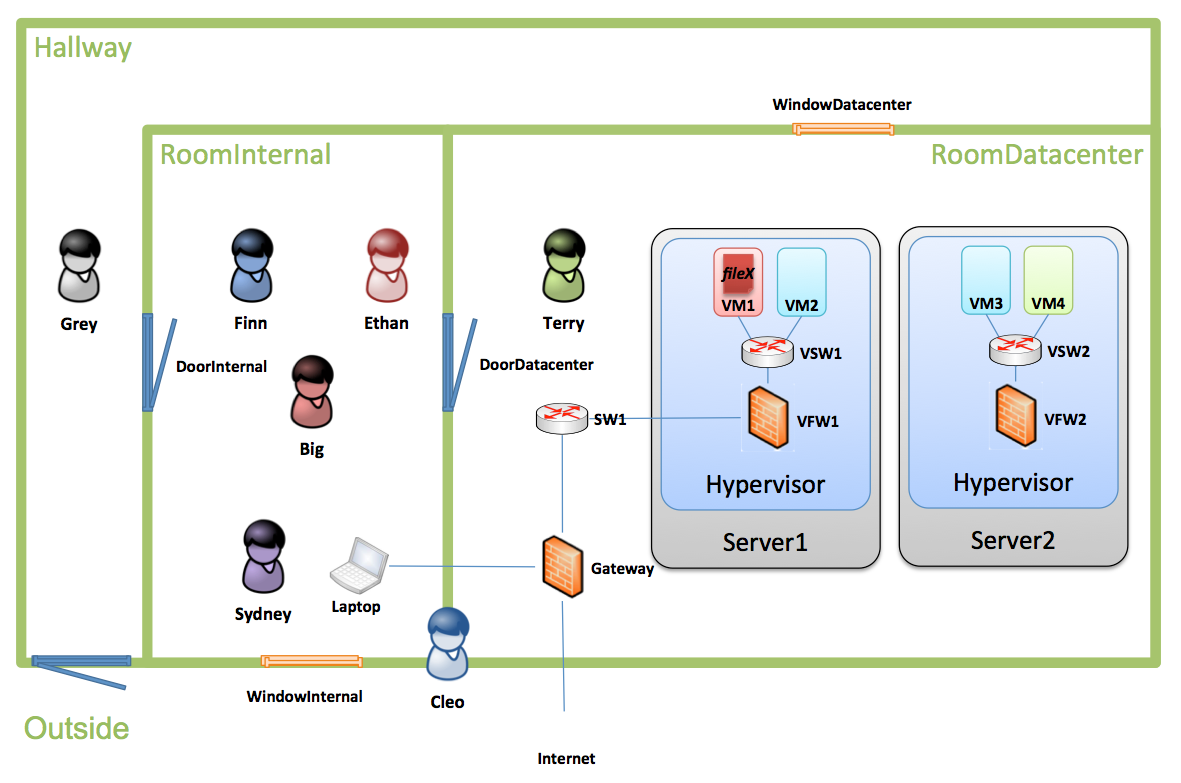 Hallway
WindowDatacenter
RoomInternal
RoomDatacenter
fileX
VM1
VM2
VM3
VM4
Grey
Finn
Ethan
Terry
VSW1
VSW2
DoorInternal
DoorDatacenter
SW1
VFW1
VFW2
Big
Hypervisor
Hypervisor
Server1
Server2
Gateway
Laptop
Sydney
WindowInternal
Cleo
Outside
Internet